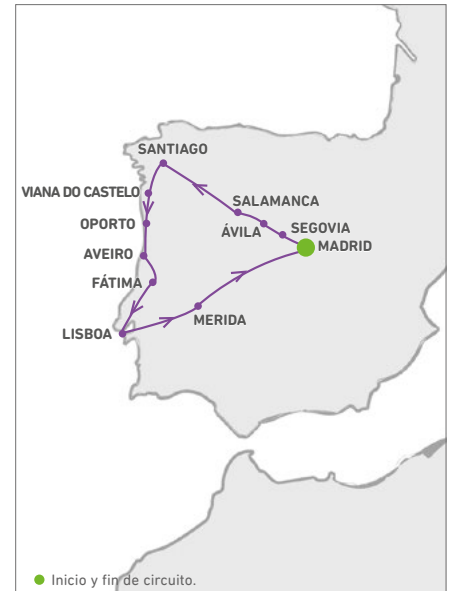 SANTIAGO
VIANA DO CASTELO
SALAMANCA
OPORTO
ÁVILA
SEGOVIA
MADRID
AVEIRO
FÁTIMA
MERIDA
LISBOA
Inicio y fin de circuito.